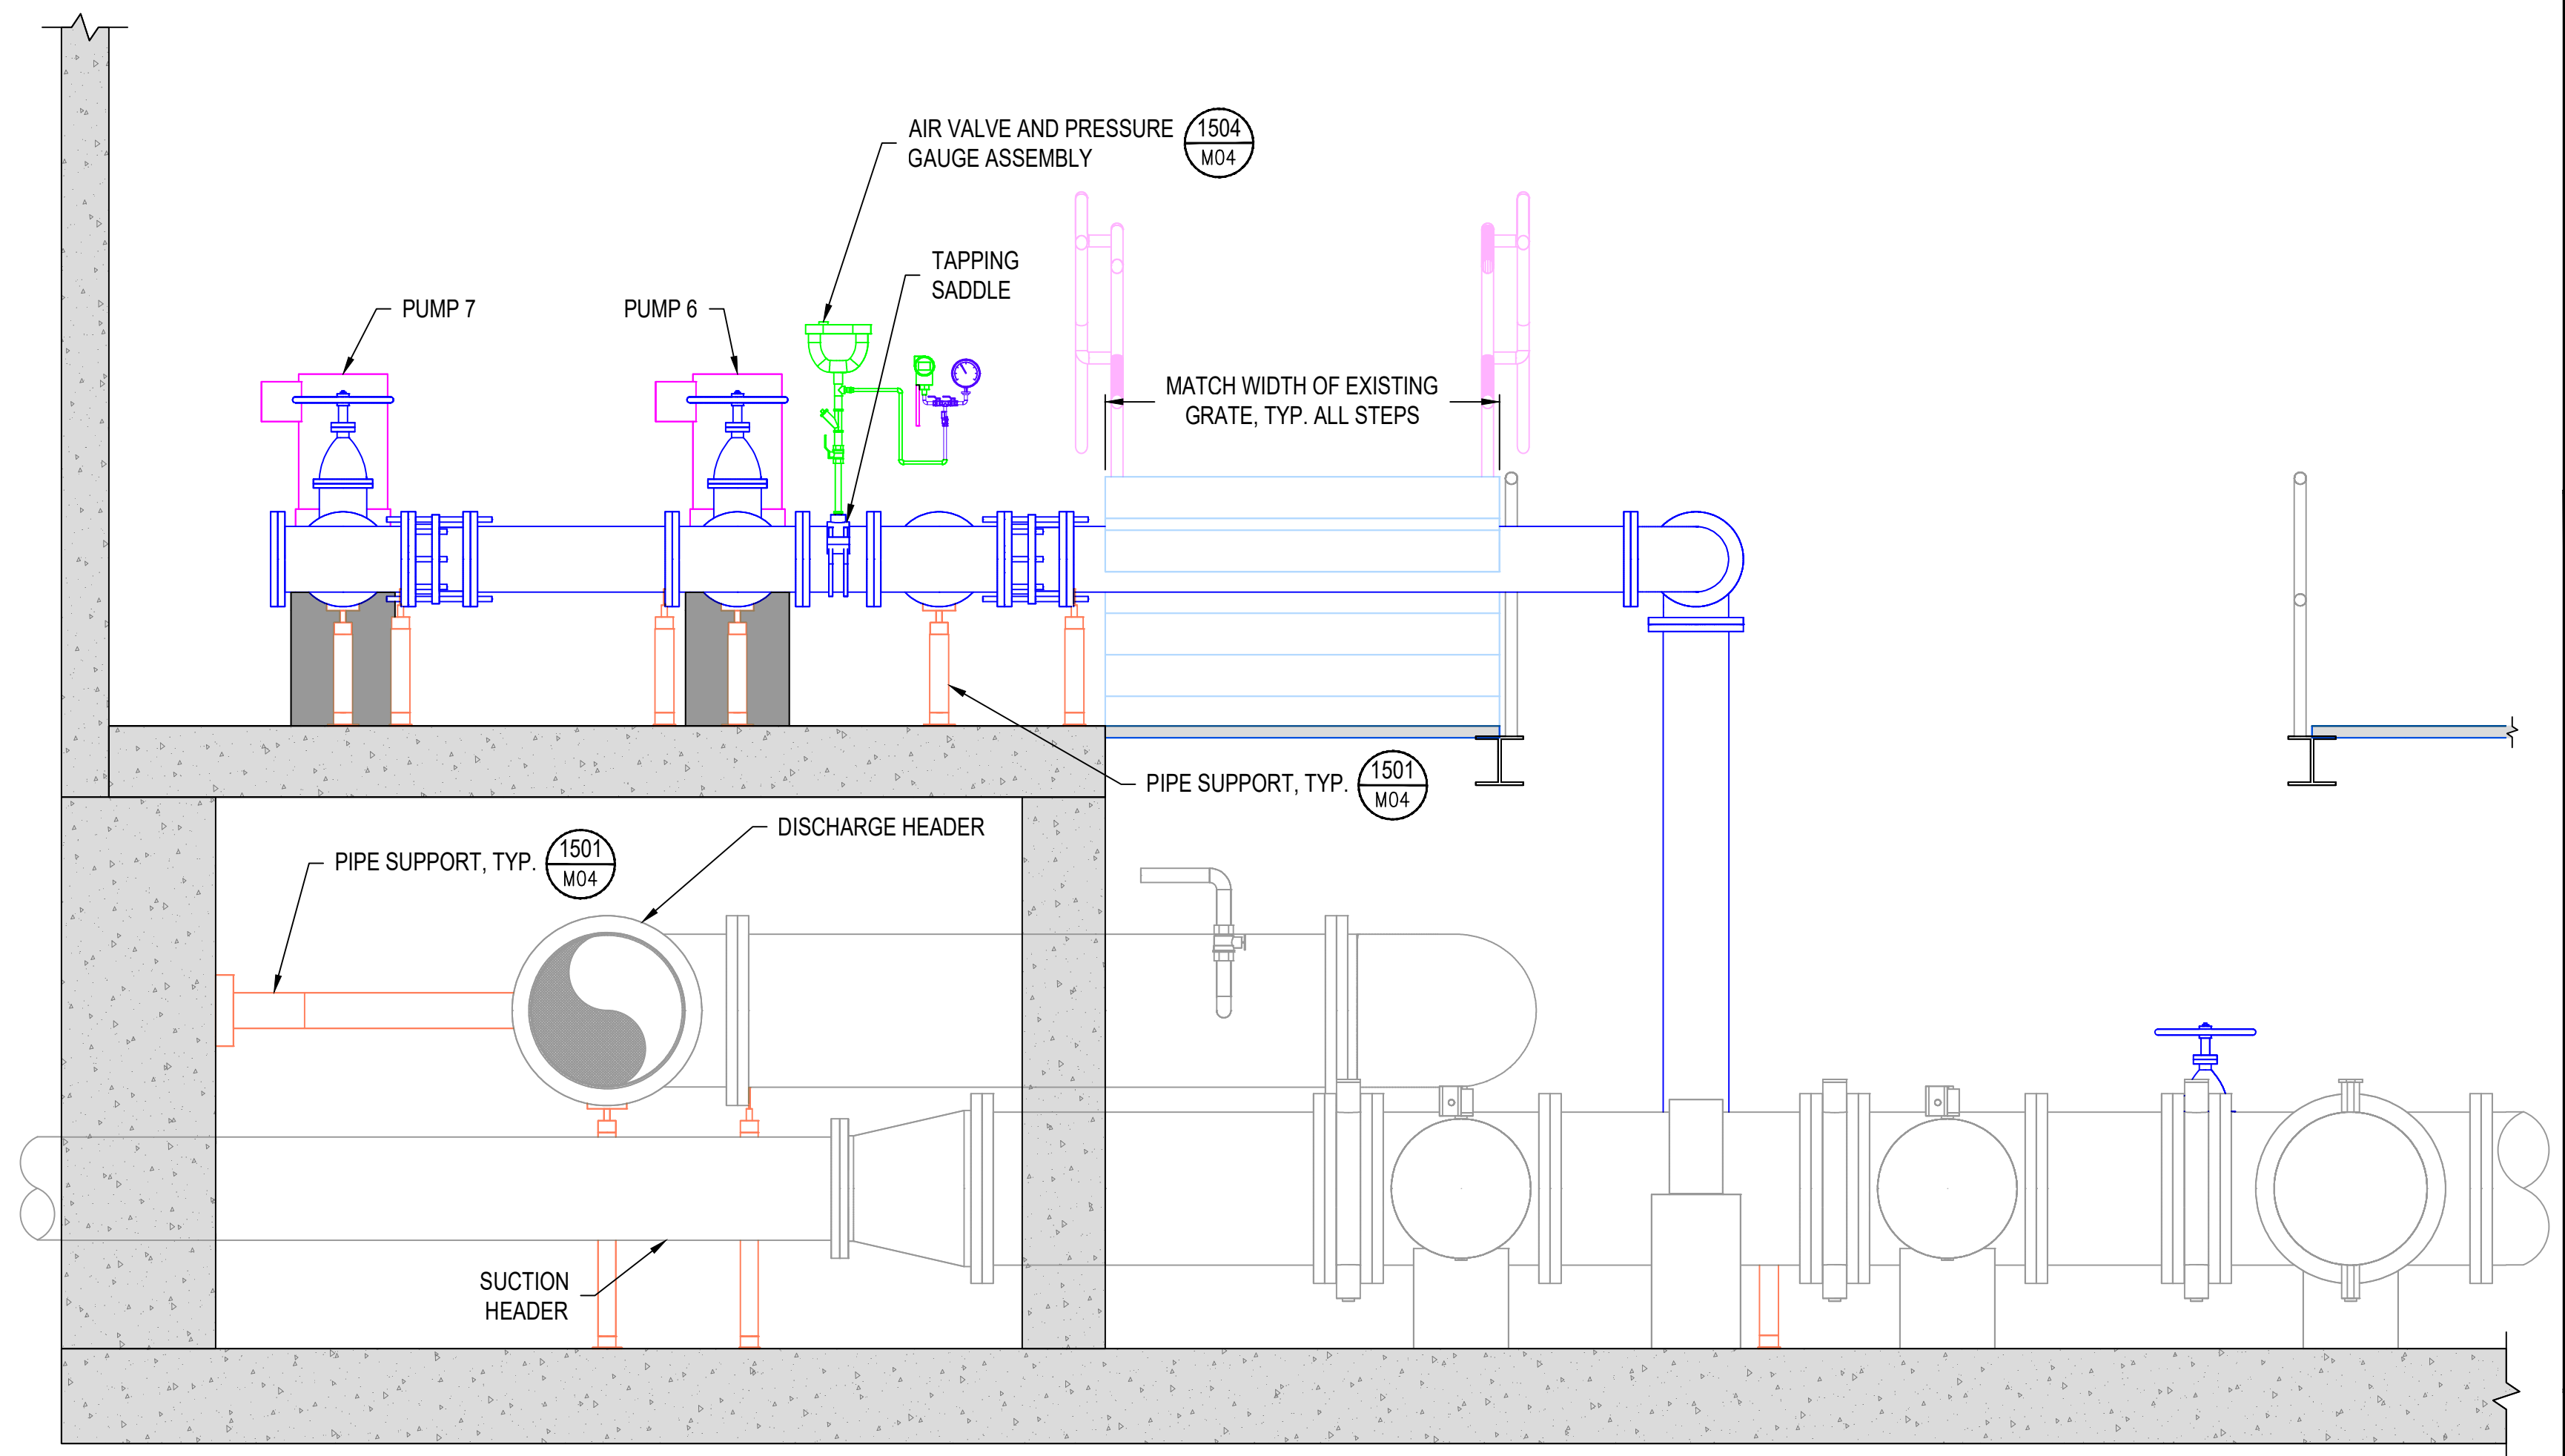 AIR VALVE AND PRESSURE
GAUGE ASSEMBLY
1504
M04
TAPPING
SADDLE
PUMP 7
PUMP 6
MATCH WIDTH OF EXISTING
GRATE, TYP. ALL STEPS
PIPE SUPPORT, TYP.
1501
M04
DISCHARGE HEADER
PIPE SUPPORT, TYP.
1501
M04
SUCTION
HEADER